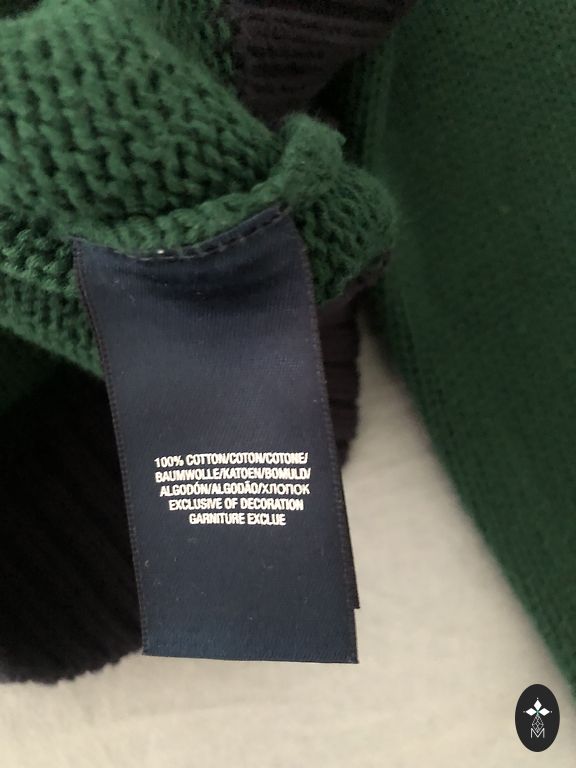 100% COTTON/COTON/COTONE/
BAUMWOLLE/KATOEN/BOMULD/
ALGODÓN/ALGODÃO/ХЛОПОК
EXCLUSIVE OF DECORATION
GARNITURE EXCLUE
M